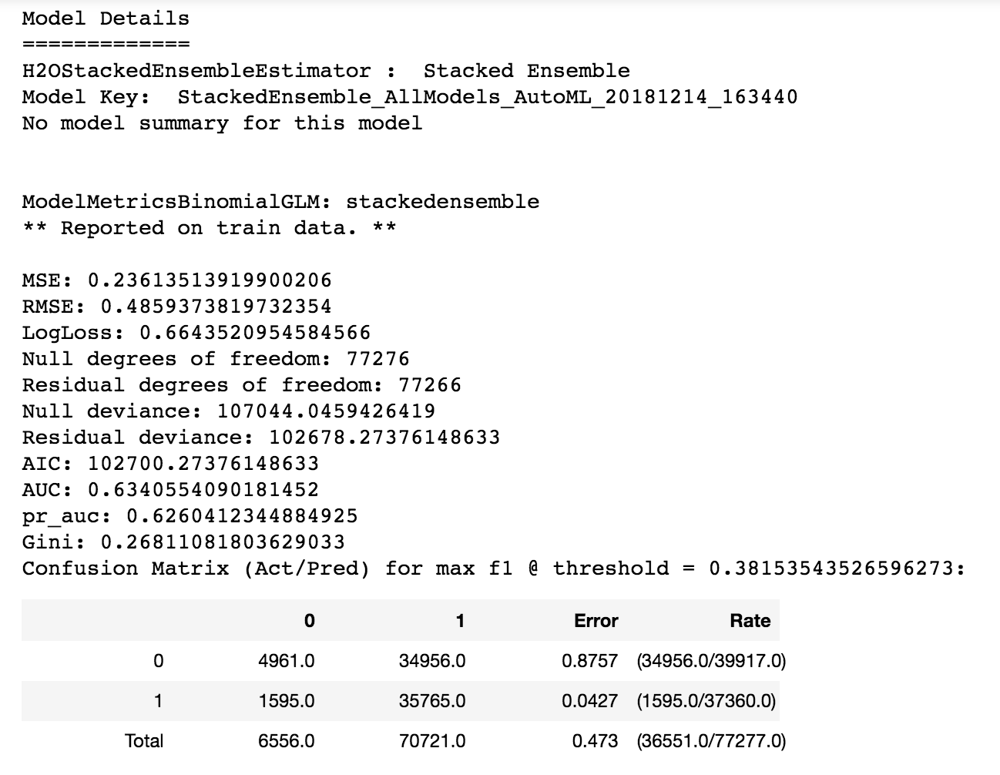 Model Details
=============
H2OStackedEnsembleEstimator :  Stacked Ensemble
Model Key:  StackedEnsemble_AllModels_AutoML_20181214_163440
No model summary for this model
ModelMetricsBinomialGLM: stackedensemble
** Reported on train data. **
MSE: 0.23613513919900206
RMSE: 0.4859373819732354
LogLoss: 0.6643520954584566
Null degrees of freedom: 77276
Residual degrees of freedom: 77266
Null deviance: 107044.0459426419
Residual deviance: 102678.27376148633
AIC: 102700.27376148633
AUC: 0.6340554090181452
pr_auc: 0.6260412344884925
Gini: 0.26811081803629033
Confusion Matrix (Act/Pred) for max f1 @ threshold = 0.38153543526596273:
0 1 Error Rate
0 4961.0 34956.0 0.8757 (34956.0/39917.0)
1 1595.0 35765.0 0.0427 (1595.0/37360.0)
Total 6556.0 70721.0 0.473 (36551.0/77277.0)